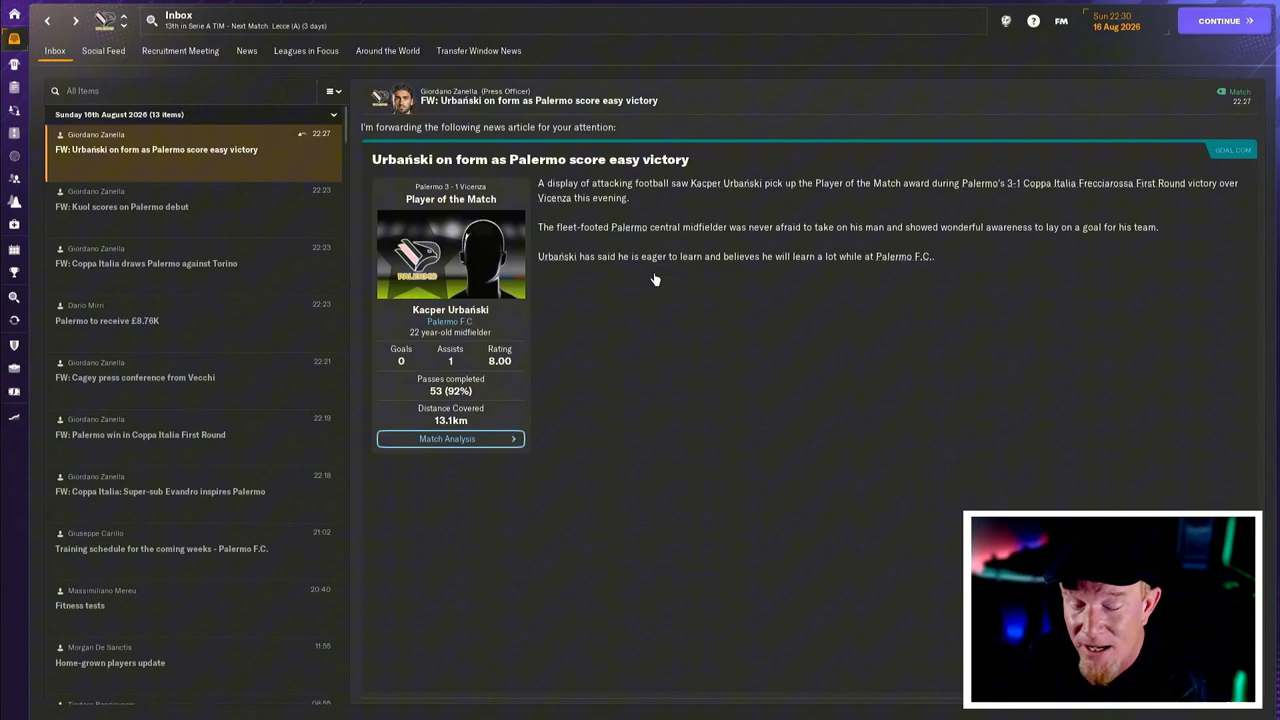 Inbox
13th in Serie A TIM - Next Match: Lecce (A) (3 days)
FM
Sun 22:30
16 Aug 2026
CONTINUE
Inbox
Social Feed
Recruitment Meeting
News
Leagues in Focus
Around the World
Transfer Window News
All Items
Sunday 16th August 2026 (13 items)
Giordano Zanella
22:27
FW: Urbański on form as Palermo score easy victory
Giordano Zanella
22:23
FW: Kuol scores on Palermo debut
Giordano Zanella
22:23
FW: Coppa Italia draws Palermo against Torino
Dario Mirri
22:23
Palermo to receive £8.76K
Giordano Zanella
22:21
FW: Cagey press conference from Vecchi
Giordano Zanella
22:19
FW: Palermo win in Coppa Italia First Round
Giordano Zanella
22:18
FW: Coppa Italia: Super-sub Evandro inspires Palermo
Giuseppe Carillo
21:02
Training schedule for the coming weeks - Palermo F.C.
Massimiliano Mereu
20:40
Fitness tests
Morgan De Sanctis
11:55
Home-grown players update
Giordano Zanella (Press Officer)
FW: Urbański on form as Palermo score easy victory
Match
22:27
I'm forwarding the following news article for your attention:
GOAL.COM
Urbański on form as Palermo score easy victory
Palermo 3 - 1 Vicenza
Player of the Match
PALERMO
Kacper Urbański
Palermo F.C
22 year-old midfielder
Goals Assists Rating
0 1 8.00
Passes completed
53 (92%)
Distance Covered
13.1km
Match Analysis
A display of attacking football saw Kacper Urbański pick up the Player of the Match award during Palermo's 3-1 Coppa Italia Frecciarossa First Round victory over
Vicenza this evening.
The fleet-footed Palermo central midfielder was never afraid to take on his man and showed wonderful awareness to lay on a goal for his team.
Urbański has said he is eager to learn and believes he will learn a lot while at Palermo F.C..